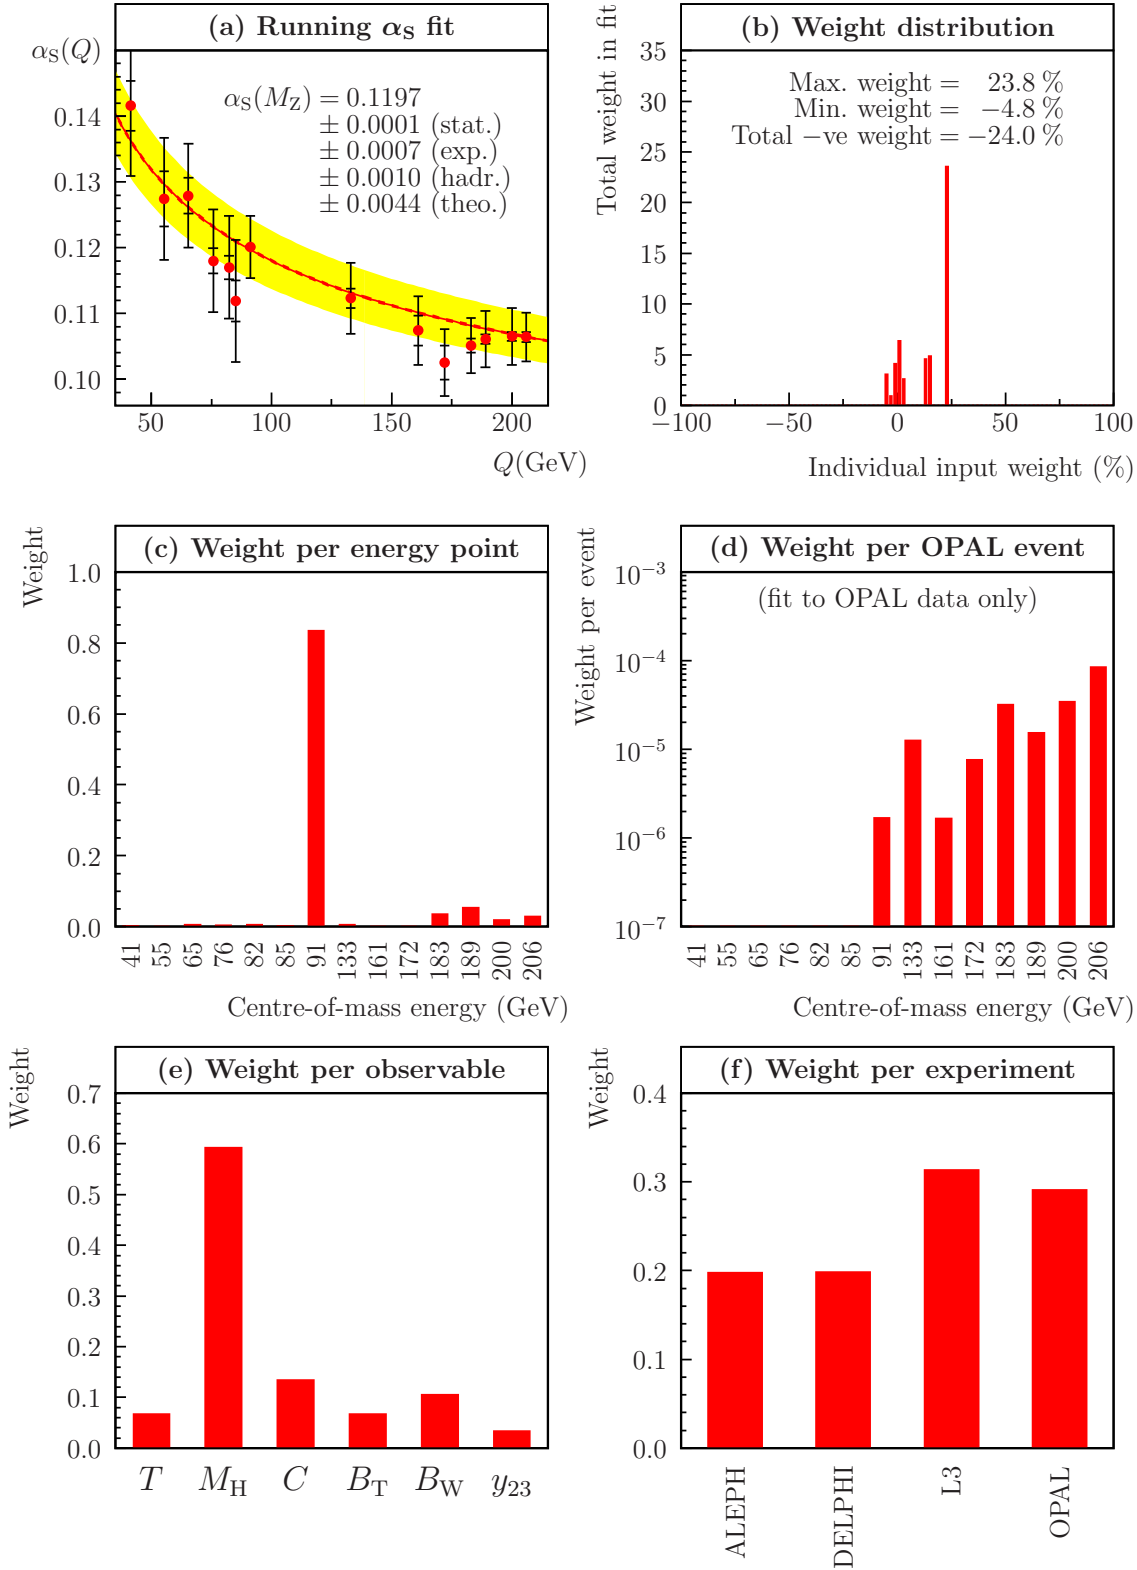 (a) Running αS fit
αS(Q)
0.14
0.13
0.12
0.11
0.10
αS(MZ) = 0.1197
± 0.0001 (stat.)
± 0.0007 (exp.)
± 0.0010 (hadr.)
± 0.0044 (theo.)
50
100
150
200
Q(GeV)
(b) Weight distribution
Total weight in fit
35
30
25
20
15
10
5
0
Max. weight = 23.8 %
Min. weight = −4.8 %
Total −ve weight = −24.0 %
−100
−50
0
50
100
Individual input weight (%)
(c) Weight per energy point
Weight
1.0
0.8
0.6
0.4
0.2
0.0
41
55
65
76
82
85
91
133
161
172
183
189
200
206
Centre-of-mass energy (GeV)
(d) Weight per OPAL event
Weight per event
(fit to OPAL data only)
10−3
10−4
10−5
10−6
10−7
41
55
65
76
82
85
91
133
161
172
183
189
200
206
Centre-of-mass energy (GeV)
(e) Weight per observable
Weight
0.7
0.6
0.5
0.4
0.3
0.2
0.1
0.0
T
MH
C
BT
BW
y23
(f) Weight per experiment
Weight
0.4
0.3
0.2
0.1
0.0
ALEPH
DELPHI
L3
OPAL